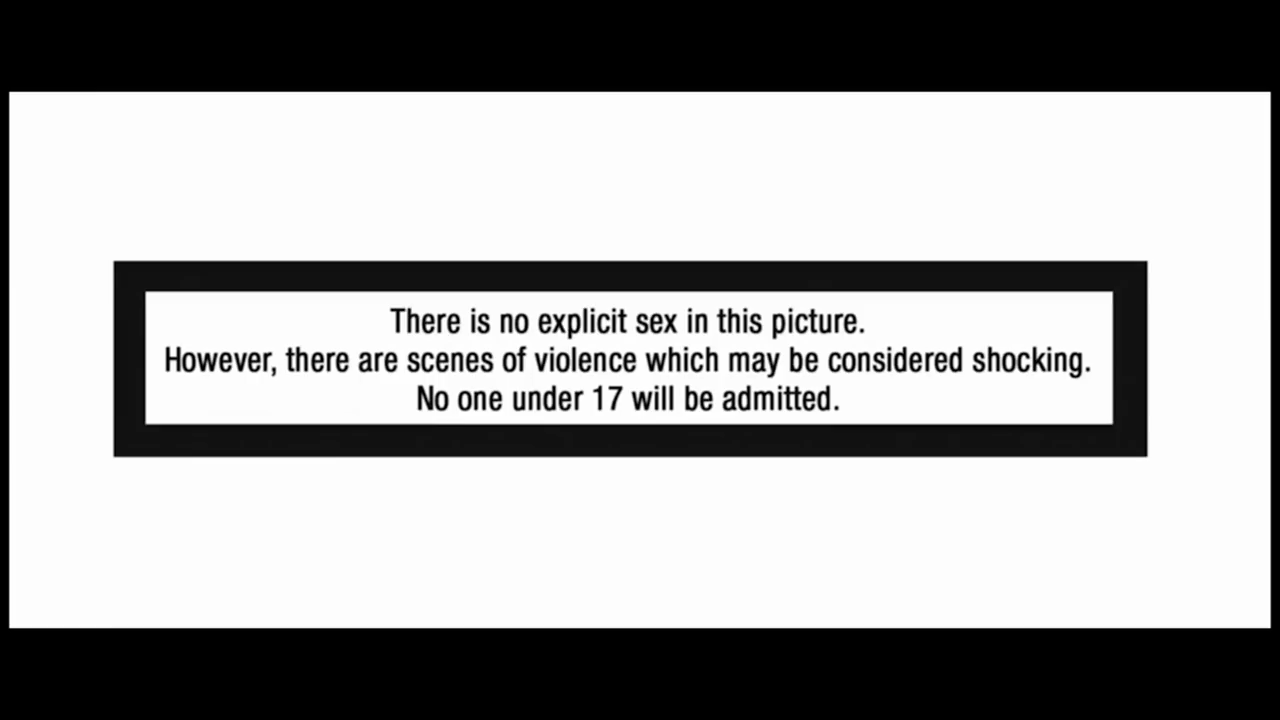 There is no explicit sex in this picture.
However, there are scenes of violence which may be considered shocking.
No one under 17 will be admitted.